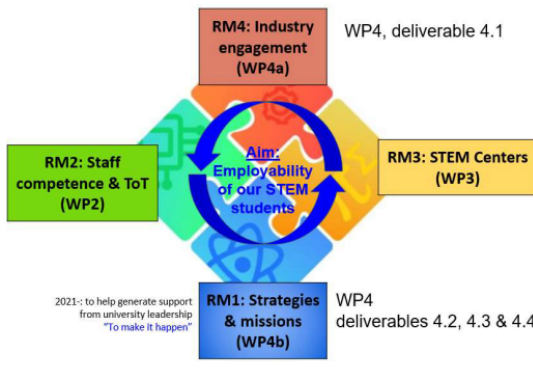 RM4: Industry
engagement
(WP4a)
WP4, deliverable 4.1
RM2: Staff
competence & ToT
(WP2)
Aim:
Employability
of our STEM
students
RM3: STEM Centers
(WP3)
2021-: to help generate support
from university leadership
"To make it happen"
RM1: Strategies
& missions
(WP4b)
WP4
deliverables 4.2, 4.3 & 4.4